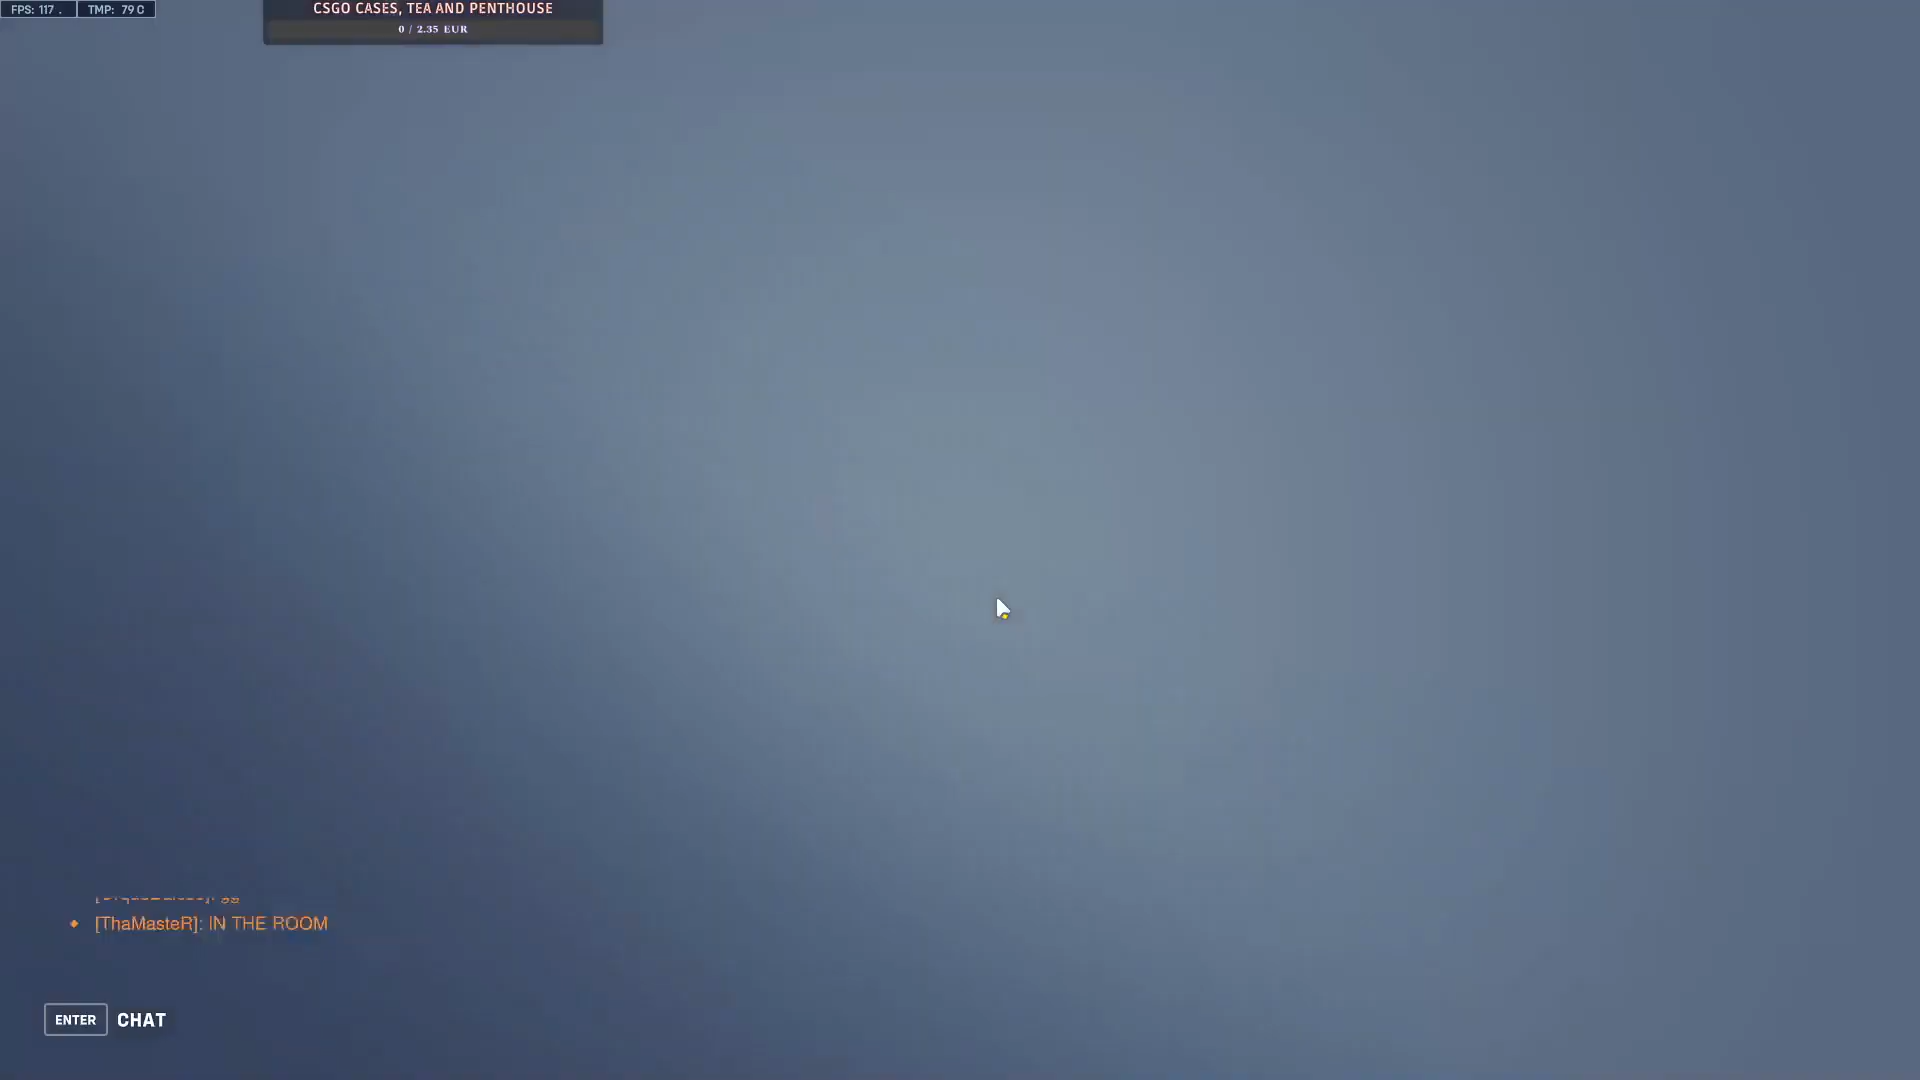 FPS: 117 .
TMP: 79 C
CSGO CASES, TEA AND PENTHOUSE
0 / 2.35 EUR
gg
[ThaMasteR]: IN THE ROOM
ENTER CHAT